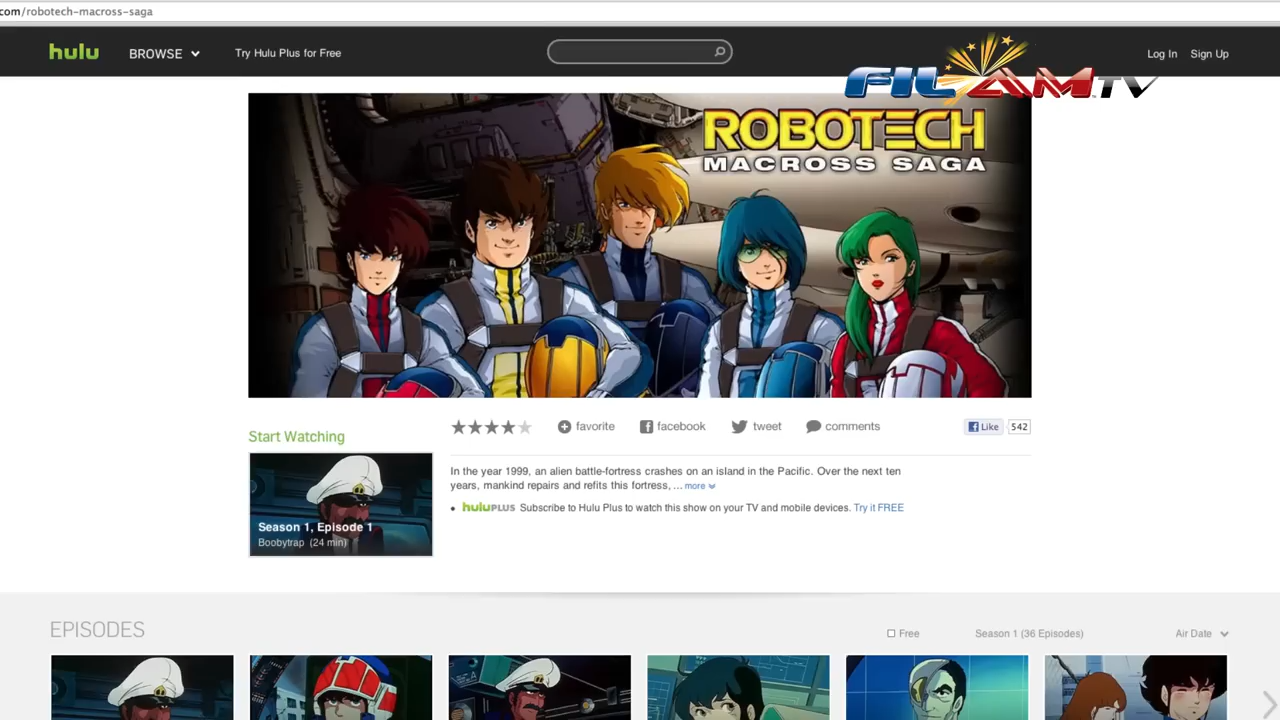 com/robotech-macross-saga
hulu BROWSE Try Hulu Plus for Free Log In Sign Up
FIL AM TV
ROBOTECH
MACROSS SAGA
Start Watching
favorite facebook tweet comments Like 542
In the year 1999, an alien battle-fortress crashes on an island in the Pacific. Over the next ten
years, mankind repairs and refits this fortress, ... more
• huluPLUS Subscribe to Hulu Plus to watch this show on your TV and mobile devices. Try it FREE
Season 1, Episode 1
Boobytrap (24 min)
EPISODES Free Season 1 (36 Episodes) Air Date